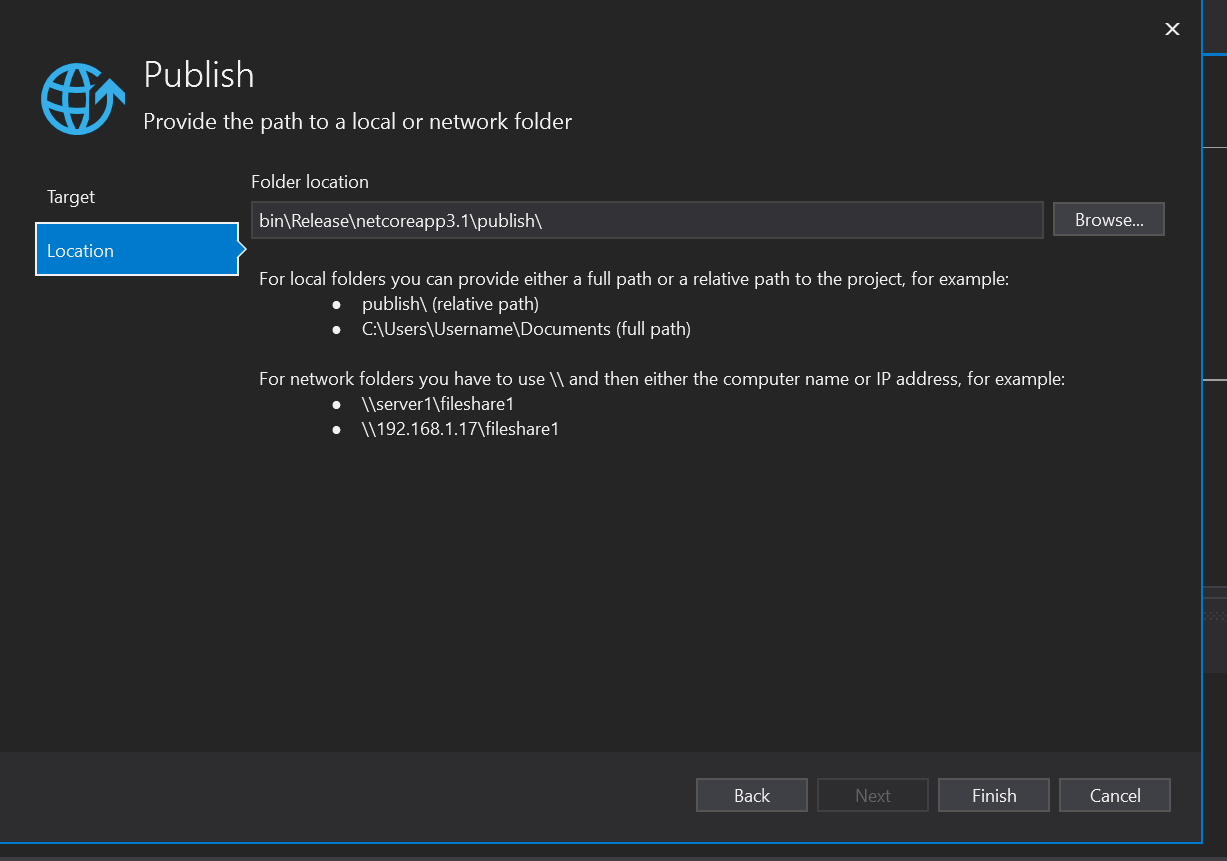 Publish
Provide the path to a local or network folder
Target
Location
Folder location
bin\Release\netcoreapp3.1\publish\
Browse...
For local folders you can provide either a full path or a relative path to the project, for example:
● publish\ (relative path)
● C:\Users\Username\Documents (full path)
For network folders you have to use \\ and then either the computer name or IP address, for example:
● \\server1\fileshare1
● \\192.168.1.17\fileshare1
Back Next Finish Cancel